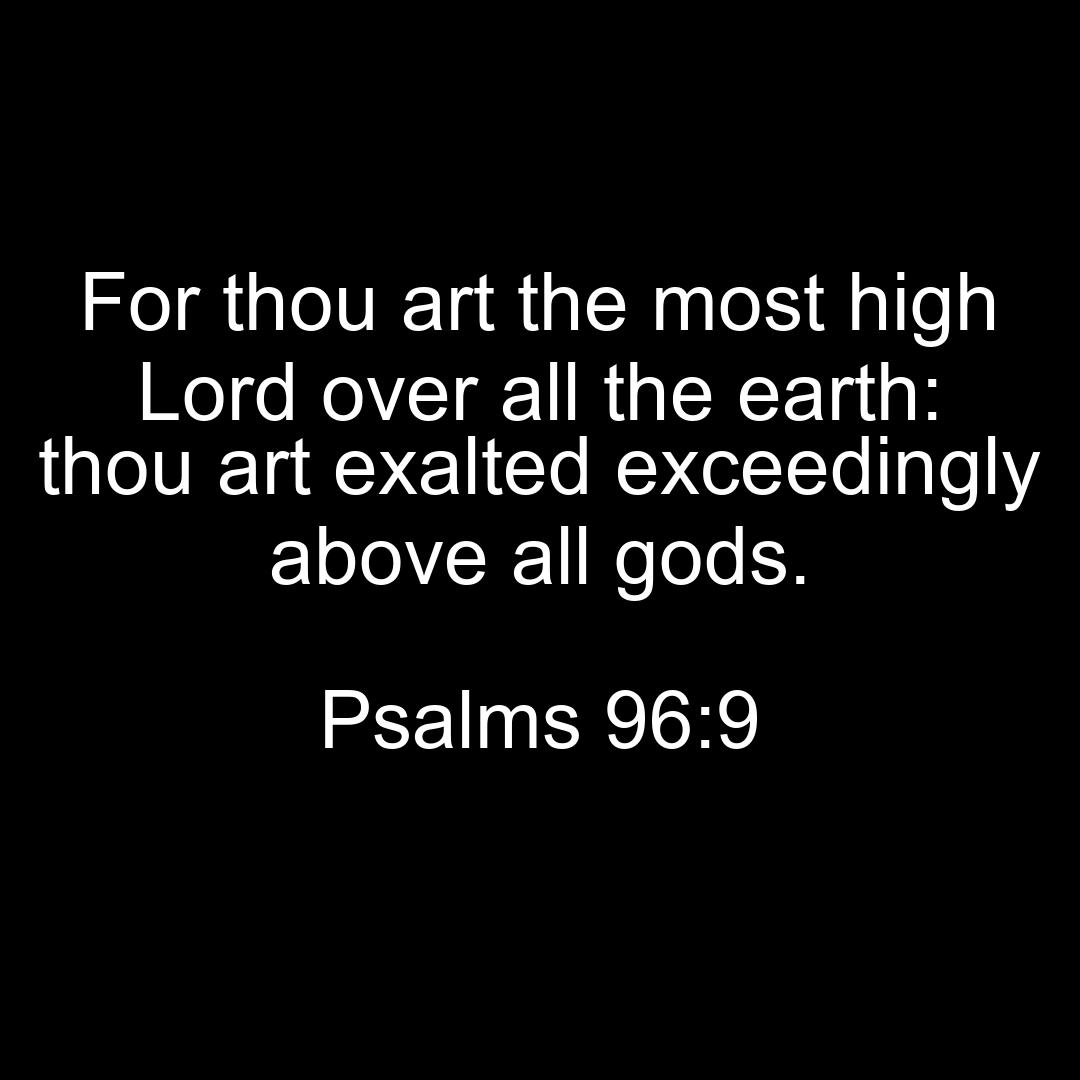 For thou art the most high
Lord over all the earth:
thou art exalted exceedingly
above all gods.
Psalms 96:9